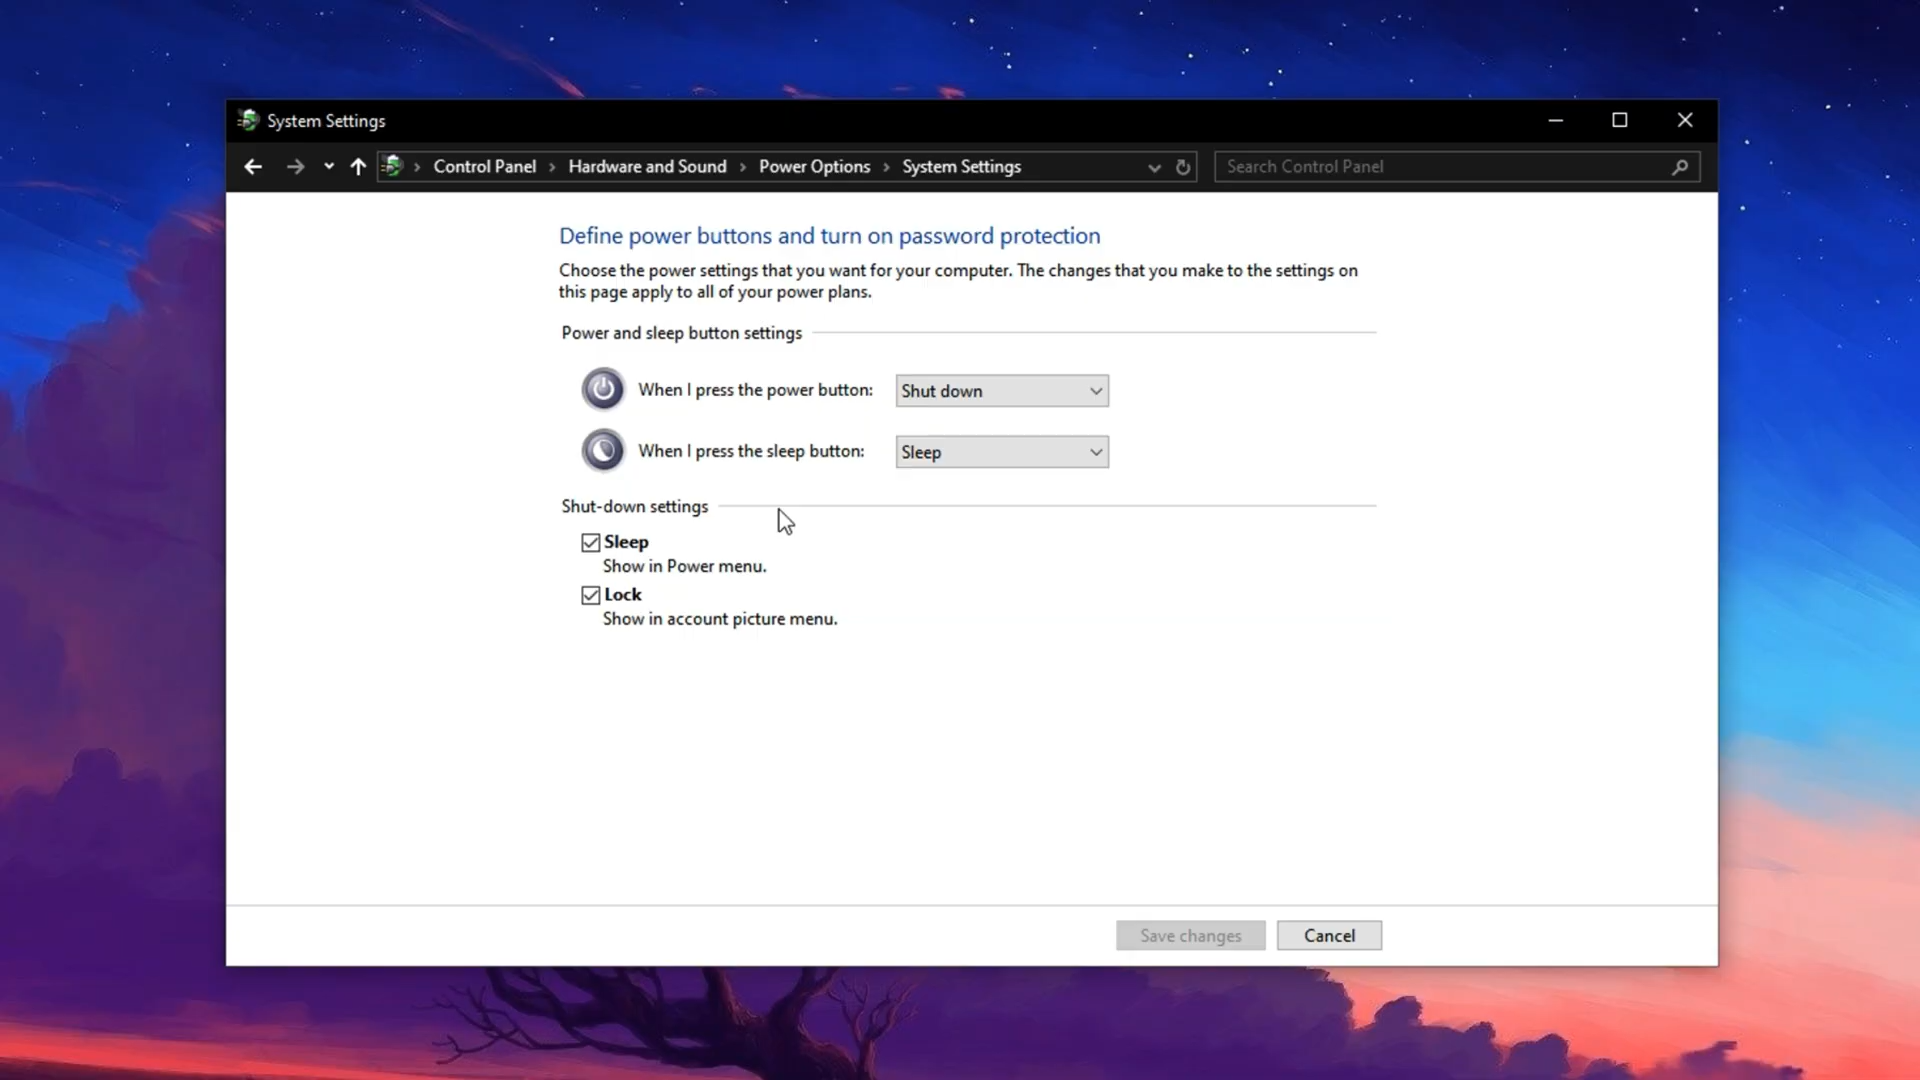 System Settings
Control Panel > Hardware and Sound > Power Options > System Settings
Search Control Panel
Define power buttons and turn on password protection
Choose the power settings that you want for your computer. The changes that you make to the settings on
this page apply to all of your power plans.
Power and sleep button settings
When I press the power button: Shut down
When I press the sleep button: Sleep
Shut-down settings
Sleep
Show in Power menu.
Lock
Show in account picture menu.
Save changes Cancel